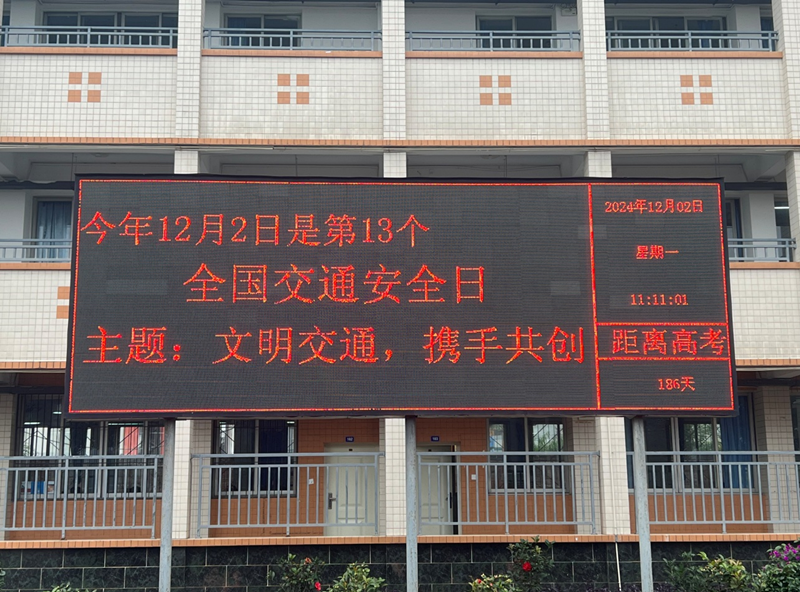 今年12月2日是第13个
全国交通安全日
主题：文明交通，携手共创
2024年12月02日
星期一
11:11:01
距离高考
186天